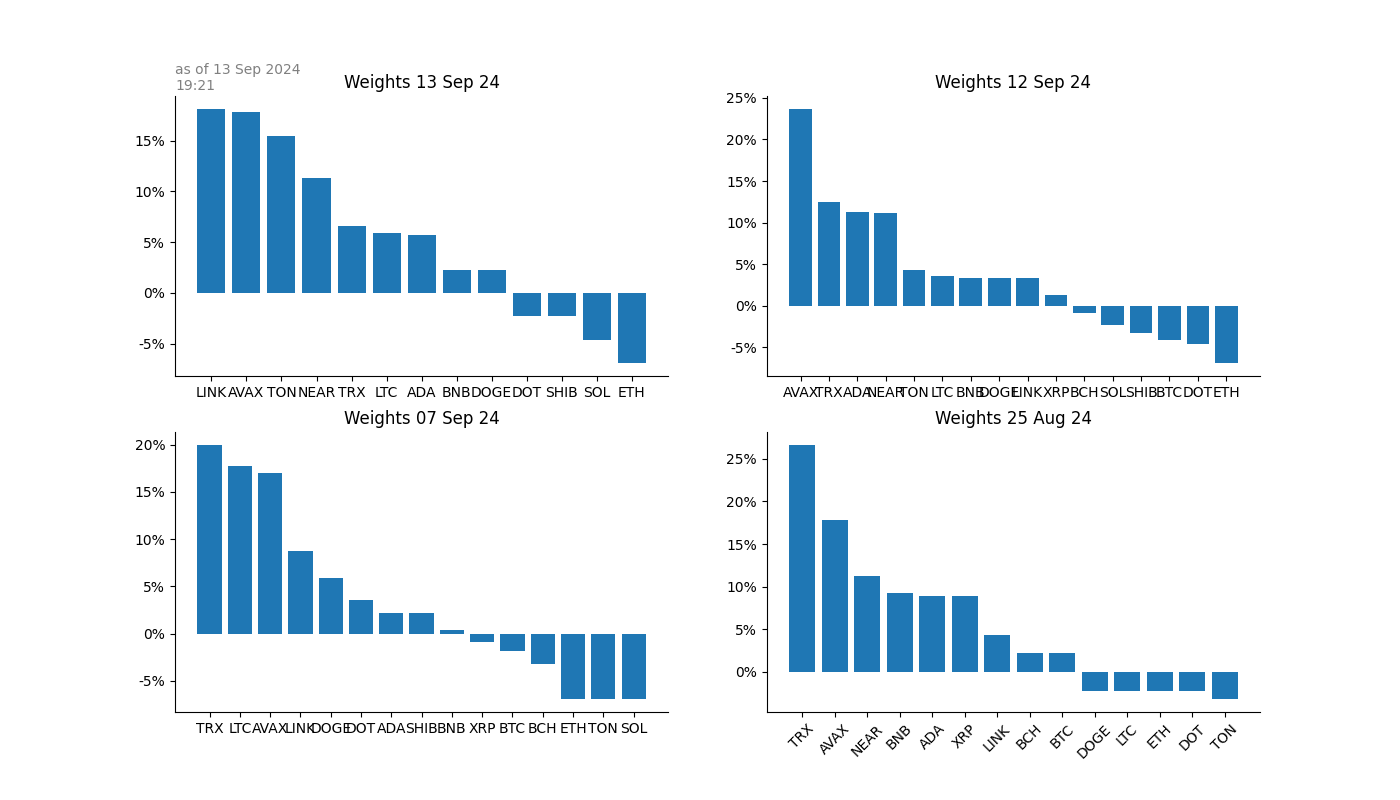 as of 13 Sep 2024
19:21
Weights 13 Sep 24
15%
10%
5%
0%
-5%
LINK AVAX TON NEAR TRX LTC ADA BNB DOGE DOT SHIB SOL ETH
Weights 12 Sep 24
25%
20%
15%
10%
5%
0%
-5%
AVAX TRX ADA NEAR TON LTC BNB DOGE LINK XRP BCH SOL SHIB BTC DOT ETH
Weights 07 Sep 24
20%
15%
10%
5%
0%
-5%
TRX LTC AVAX LINK DOGE DOT ADA SHIB BNB XRP BTC BCH ETH TON SOL
Weights 25 Aug 24
25%
20%
15%
10%
5%
0%
TRX AVAX NEAR BNB ADA XRP LINK BCH BTC DOGE LTC ETH DOT TON